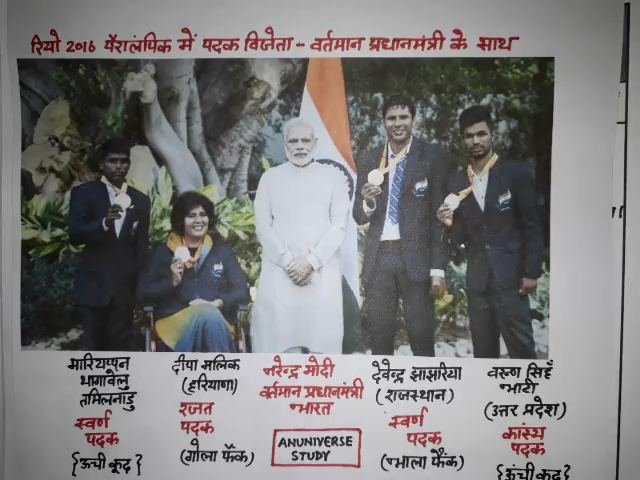 रियो 2016 पैरालंपिक में पदक विजेता - वर्तमान प्रधानमंत्री के साथ
मारियप्पन
थागावेलु
तमिलनाडु
स्वर्ण
पदक
{ऊंची कूद}
दीपा मलिक
(हरियाणा)
रजत
पदक
(गोला फेंक)
नरेन्द्र मोदी
वर्तमान प्रधानमंत्री
भारत
ANUNIVERSE
STUDY
देवेन्द्र झाझरिया
(राजस्थान)
स्वर्ण
पदक
(भाला फेंक)
वरुण सिहँ
भाटी
(उत्तर प्रदेश)
कांस्य
पदक
{ऊंची कूद}